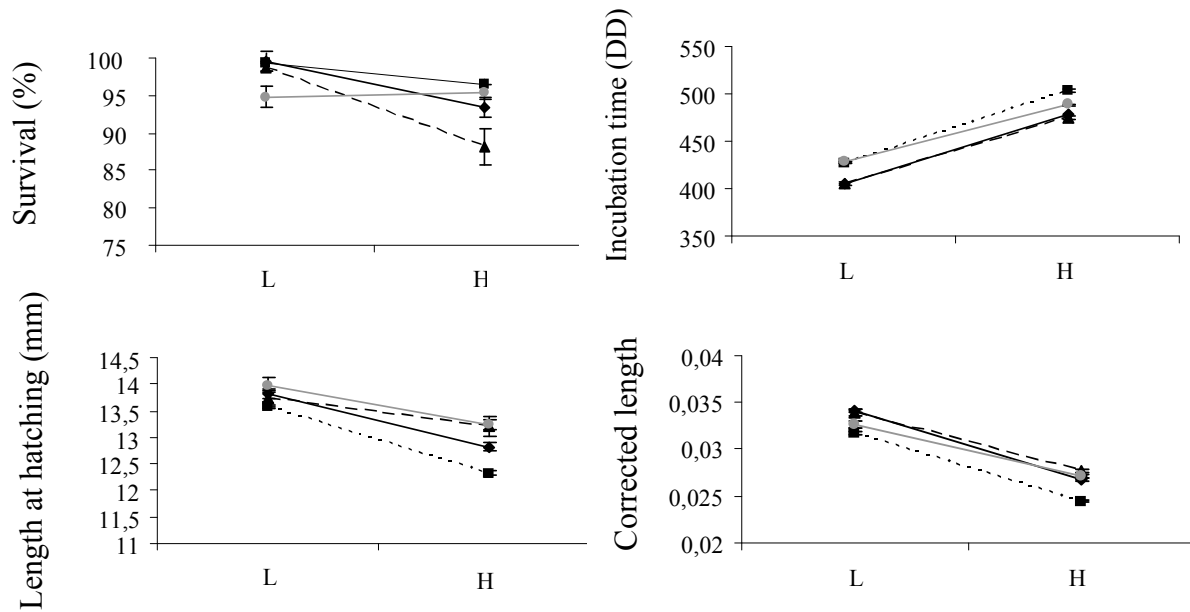 Survival (%)
100
95
90
85
80
75
L
H
Incubation time (DD)
550
500
450
400
350
L
H
Length at hatching (mm)
14,5
14
13,5
13
12,5
12
11,5
11
L
H
Corrected length
0,04
0,035
0,03
0,025
0,02
L
H